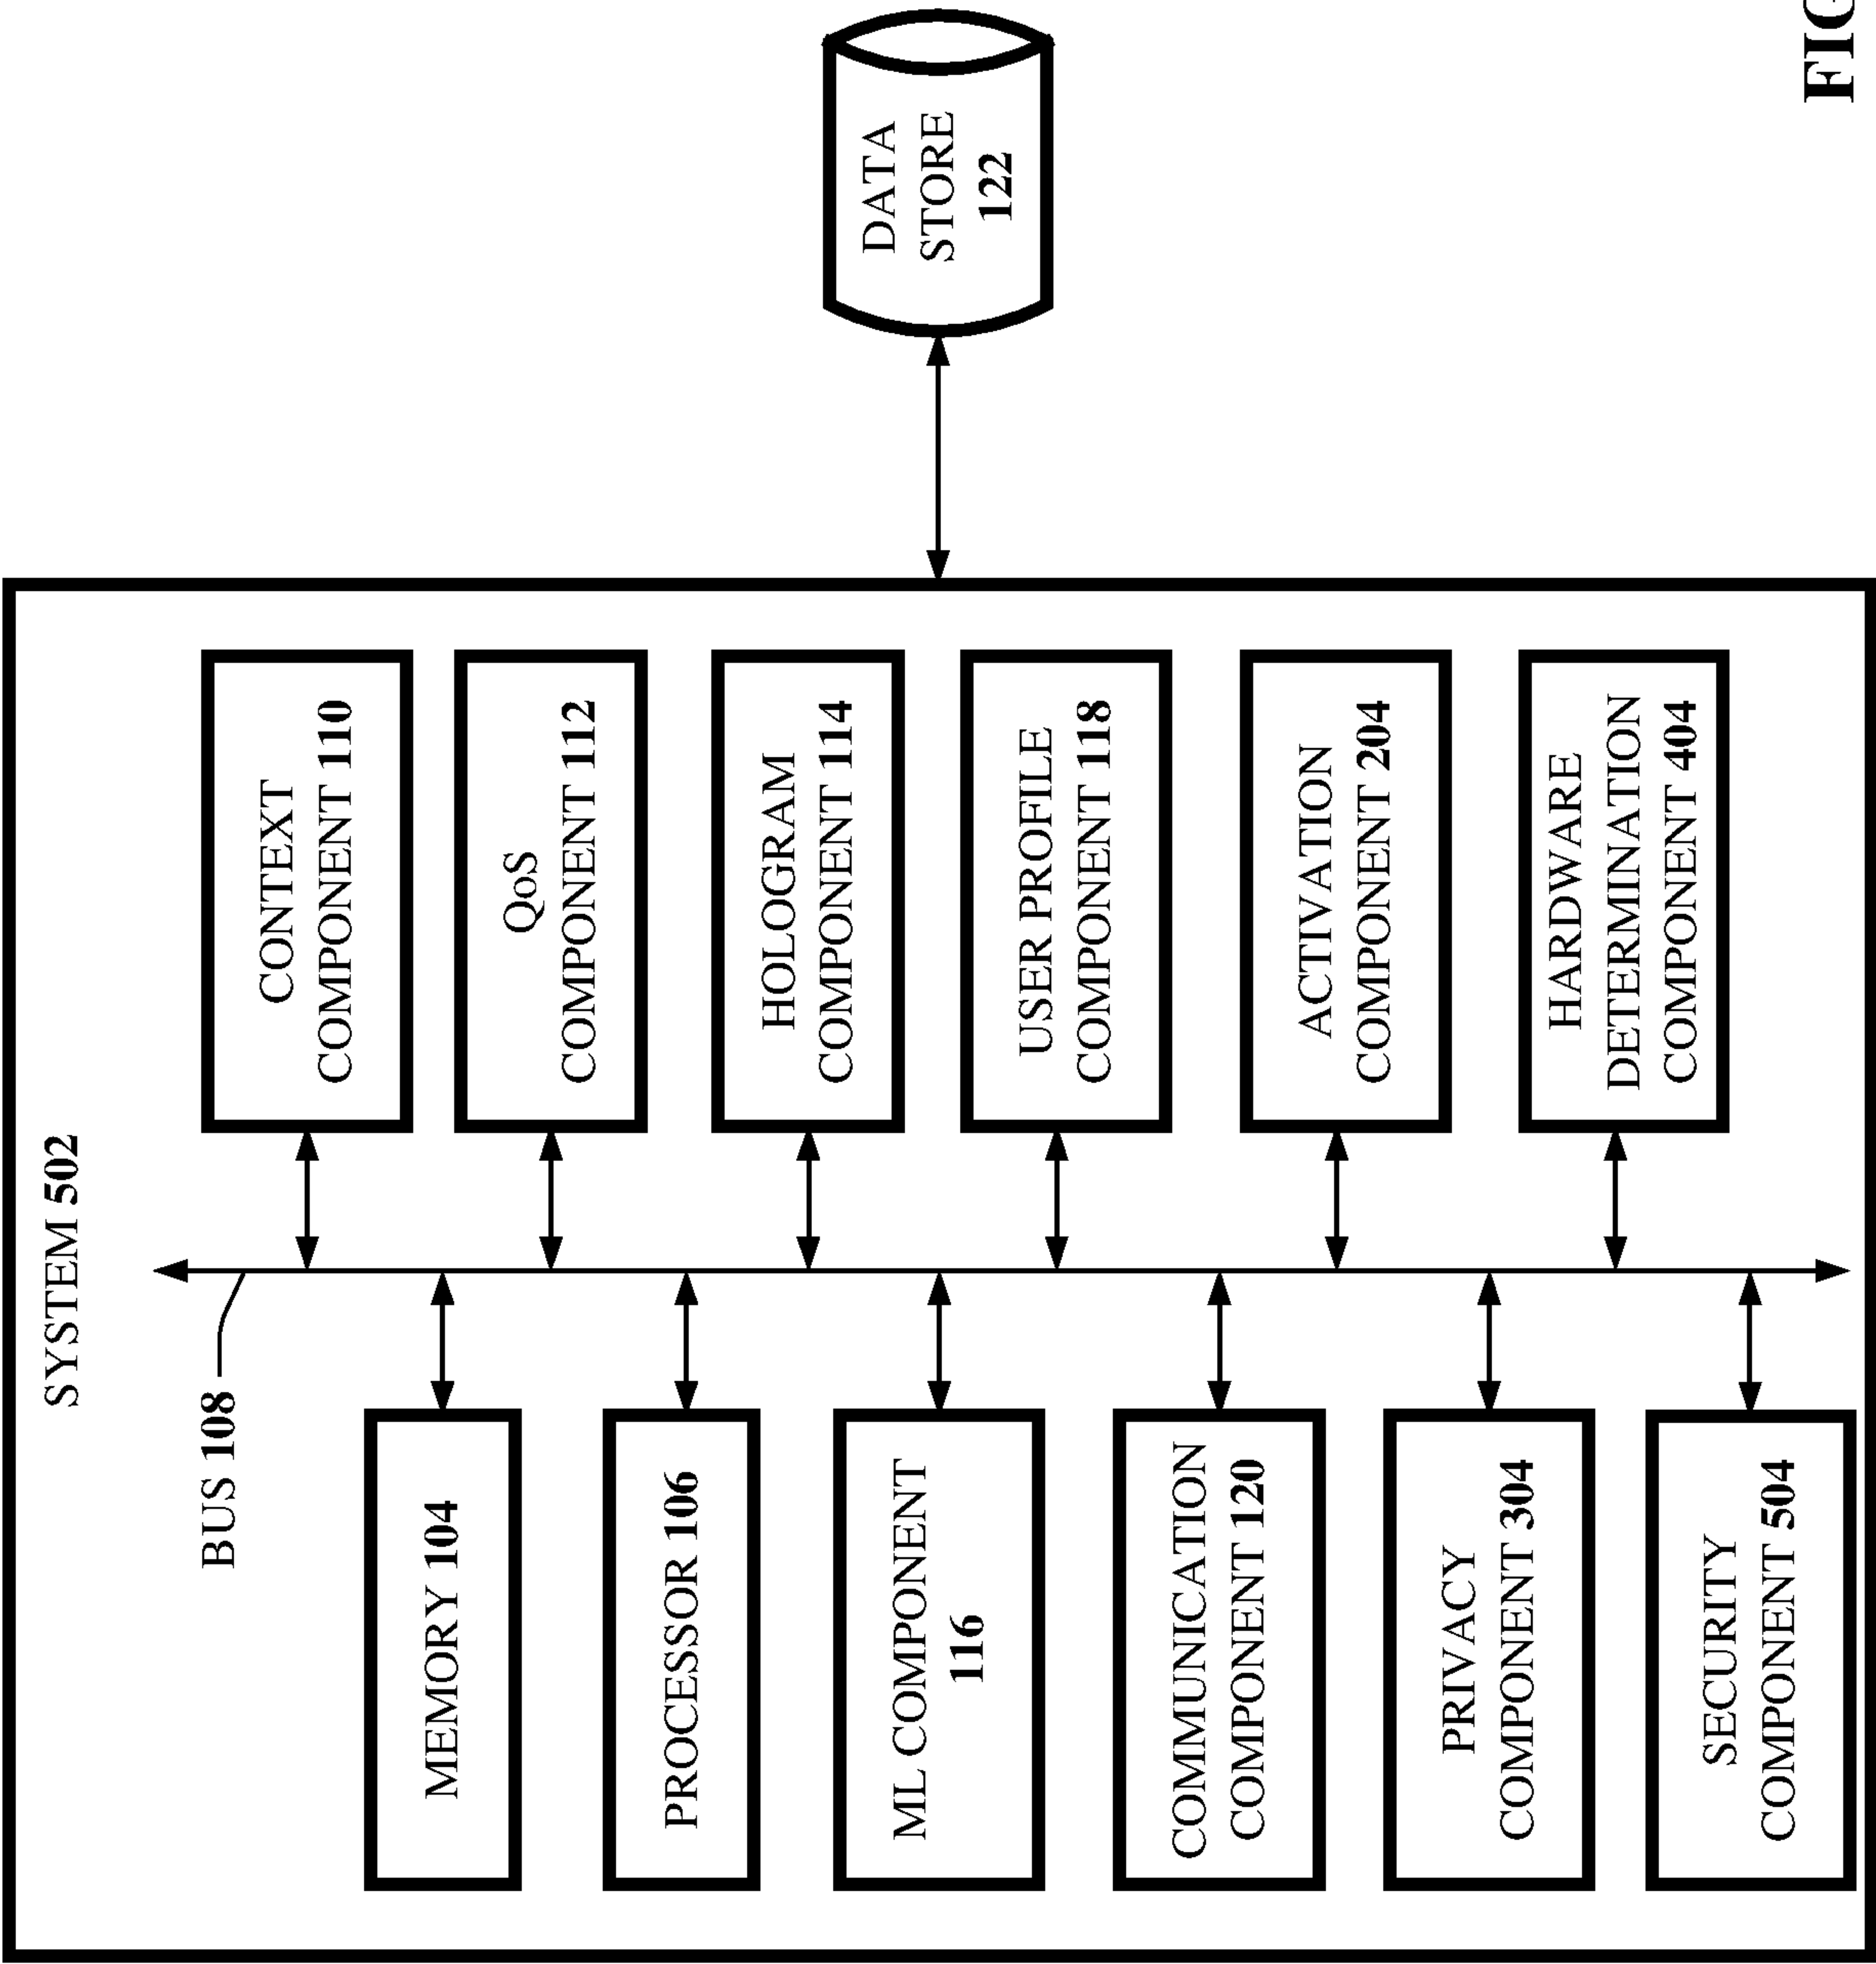 SYSTEM 502
BUS 108
MEMORY 104
PROCESSOR 106
ML COMPONENT
116
COMMUNICATION
COMPONENT 120
PRIVACY
COMPONENT 304
SECURITY
COMPONENT 504
CONTEXT
COMPONENT 110
QoS
COMPONENT 112
HOLOGRAM
COMPONENT 114
USER PROFILE
COMPONENT 118
ACTIVATION
COMPONENT 204
HARDWARE
DETERMINATION
COMPONENT 404
DATA
STORE
122